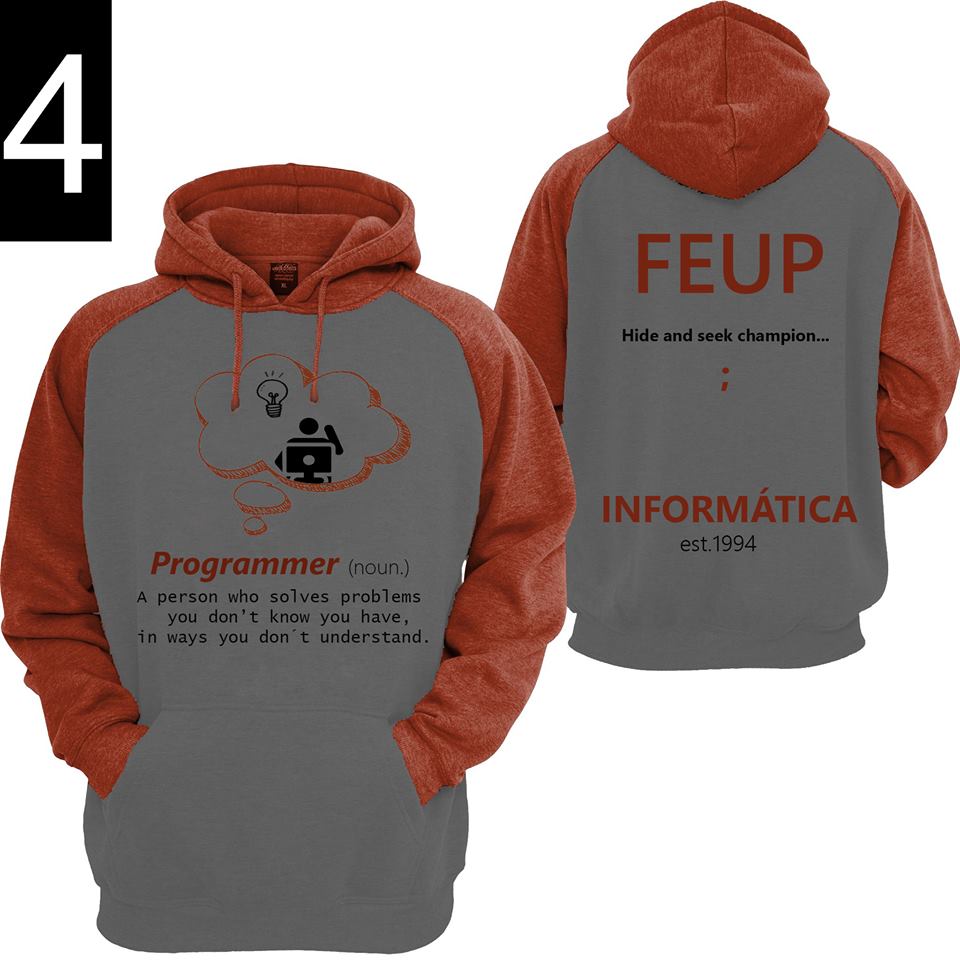 4
XL
Programmer (noun.)
A person who solves problems
you don't know you have,
in ways you don´t understand.
FEUP
Hide and seek champion...
;
INFORMÁTICA
est.1994